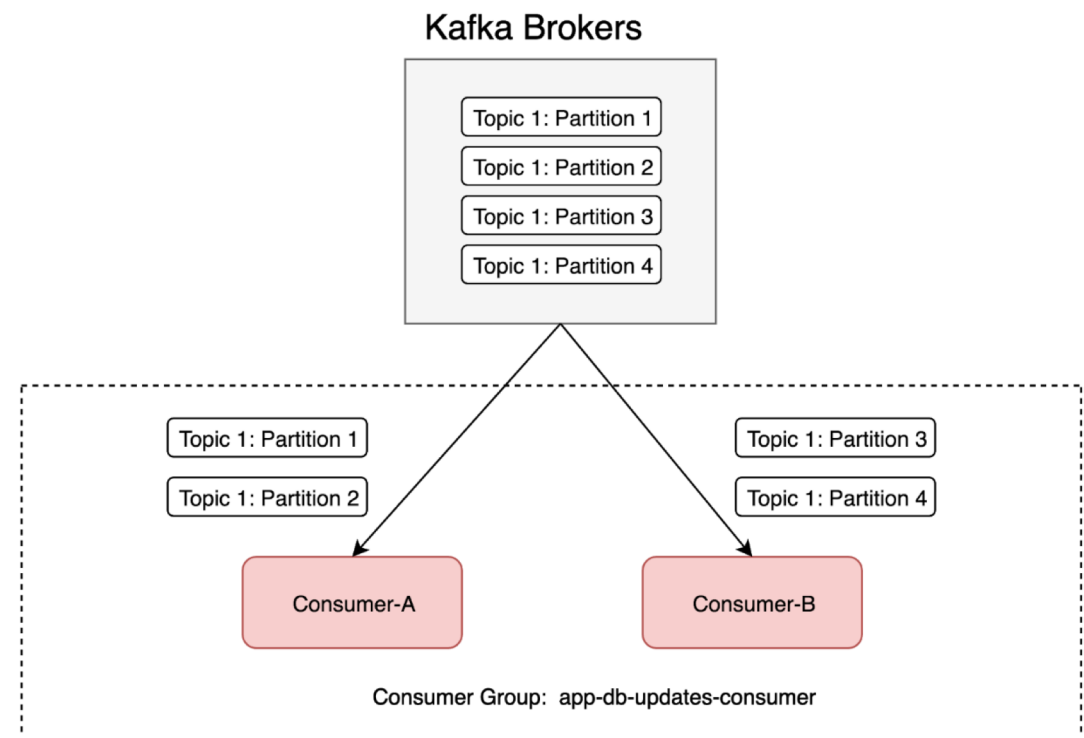 Kafka Brokers
Topic 1: Partition 1
Topic 1: Partition 2
Topic 1: Partition 3
Topic 1: Partition 4
Topic 1: Partition 1
Topic 1: Partition 2
Topic 1: Partition 3
Topic 1: Partition 4
Consumer-A
Consumer-B
Consumer Group:  app-db-updates-consumer